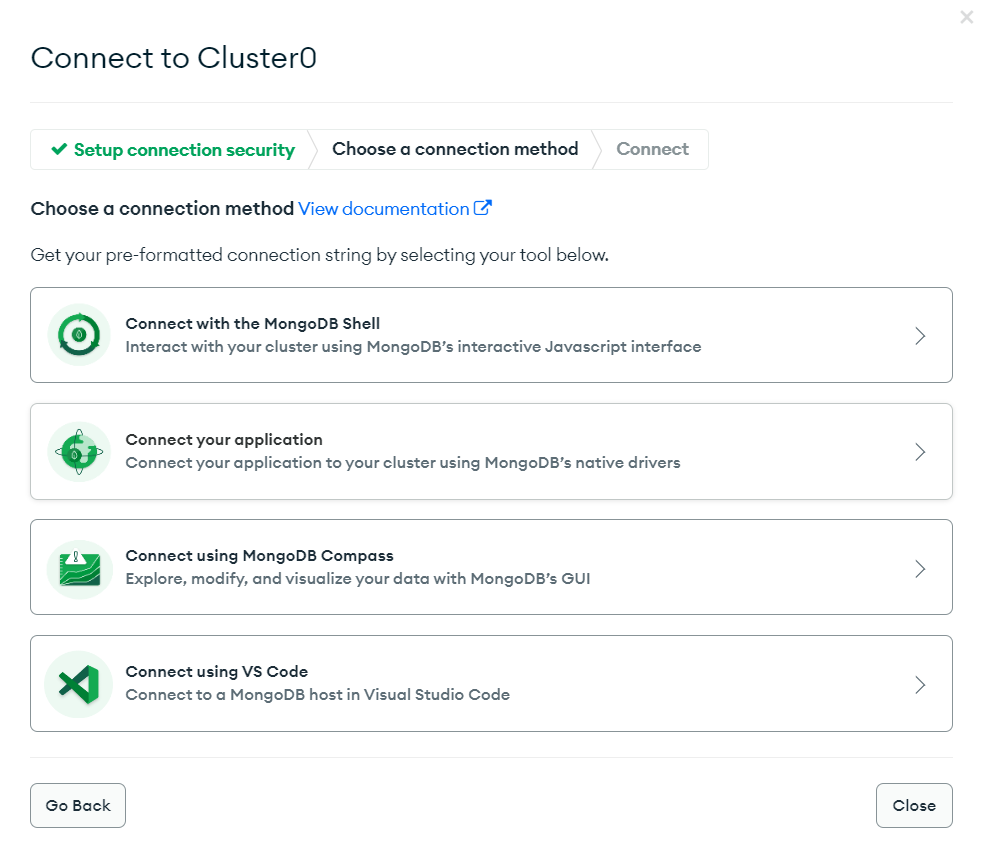 Connect to Cluster0
Setup connection security
Choose a connection method
Connect
Choose a connection method View documentation
Get your pre-formatted connection string by selecting your tool below.
Connect with the MongoDB Shell
Interact with your cluster using MongoDB’s interactive Javascript interface
Connect your application
Connect your application to your cluster using MongoDB’s native drivers
Connect using MongoDB Compass
Explore, modify, and visualize your data with MongoDB’s GUI
Connect using VS Code
Connect to a MongoDB host in Visual Studio Code
Go Back
Close